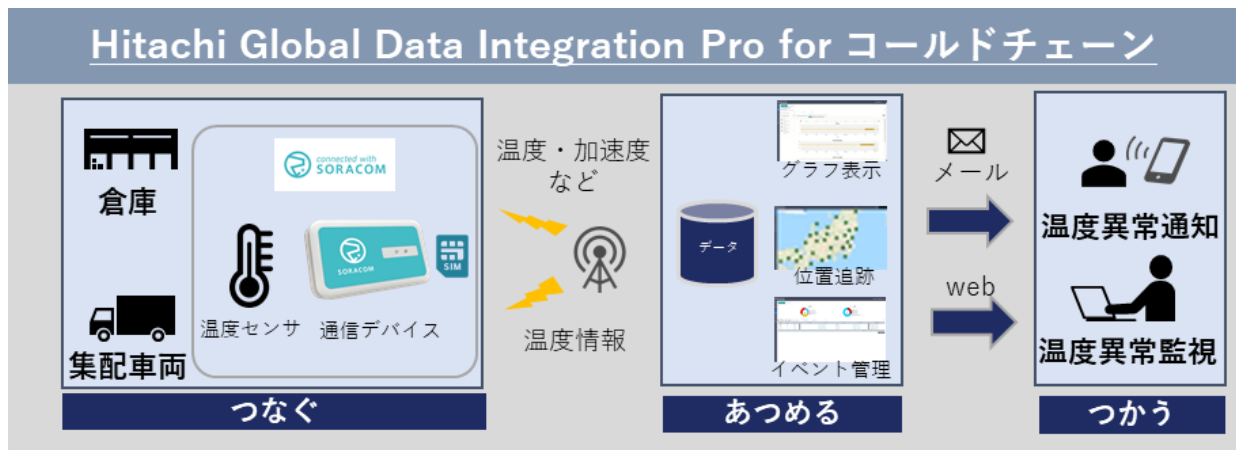 Hitachi Global Data Integration Pro for コールドチェーン
倉庫
集配車両
connected with
SORACOM
SORACOM
SIM
温度センサ
通信デバイス
つなぐ
温度・加速度
など
温度情報
データ
グラフ表示
位置追跡
イベント管理
あつめる
メール
web
温度異常通知
温度異常監視
つかう